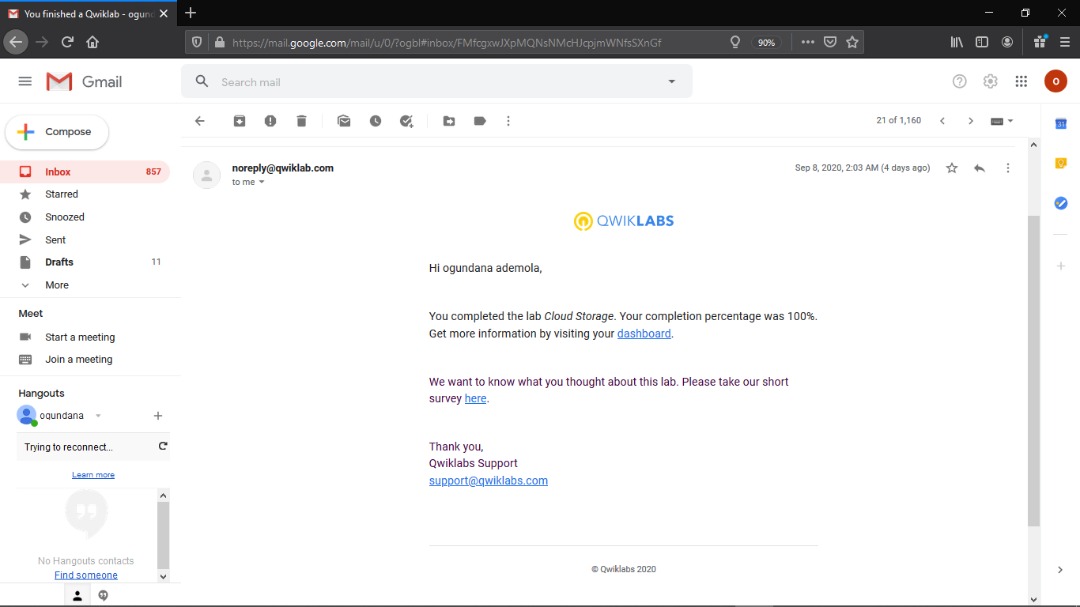 You finished a Qwiklab - ogun
https://mail.google.com/mail/u/0/?ogbl#inbox/FMfcgxwJXpMQNsNMcHJcpjmWNfsSXnGf
90%
Gmail
Search mail
O
Compose
21 of 1,160
Inbox 857
Starred
Snoozed
Sent
Drafts 11
More
Meet
Start a meeting
Join a meeting
Hangouts
ogundana
Trying to reconnect...
Learn more
No Hangouts contacts
Find someone
noreply@qwiklab.com
to me
Sep 8, 2020, 2:03 AM (4 days ago)
QWIKLABS
Hi ogundana ademola,
You completed the lab Cloud Storage. Your completion percentage was 100%.
Get more information by visiting your dashboard.
We want to know what you thought about this lab. Please take our short
survey here.
Thank you,
Qwiklabs Support
support@qwiklabs.com
© Qwiklabs 2020
31